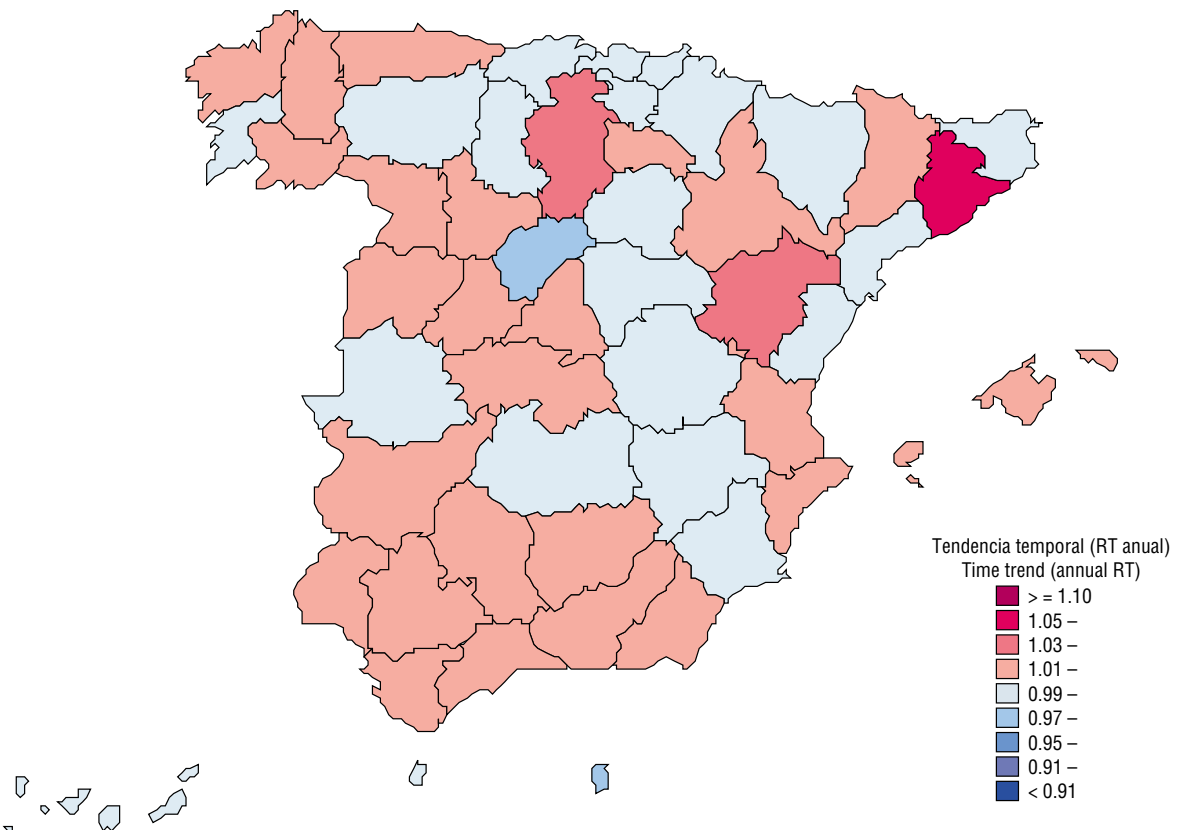 Tendencia temporal (RT anual)
Time trend (annual RT)
> = 1.10
1.05 –
1.03 –
1.01 –
0.99 –
0.97 –
0.95 –
0.91 –
< 0.91